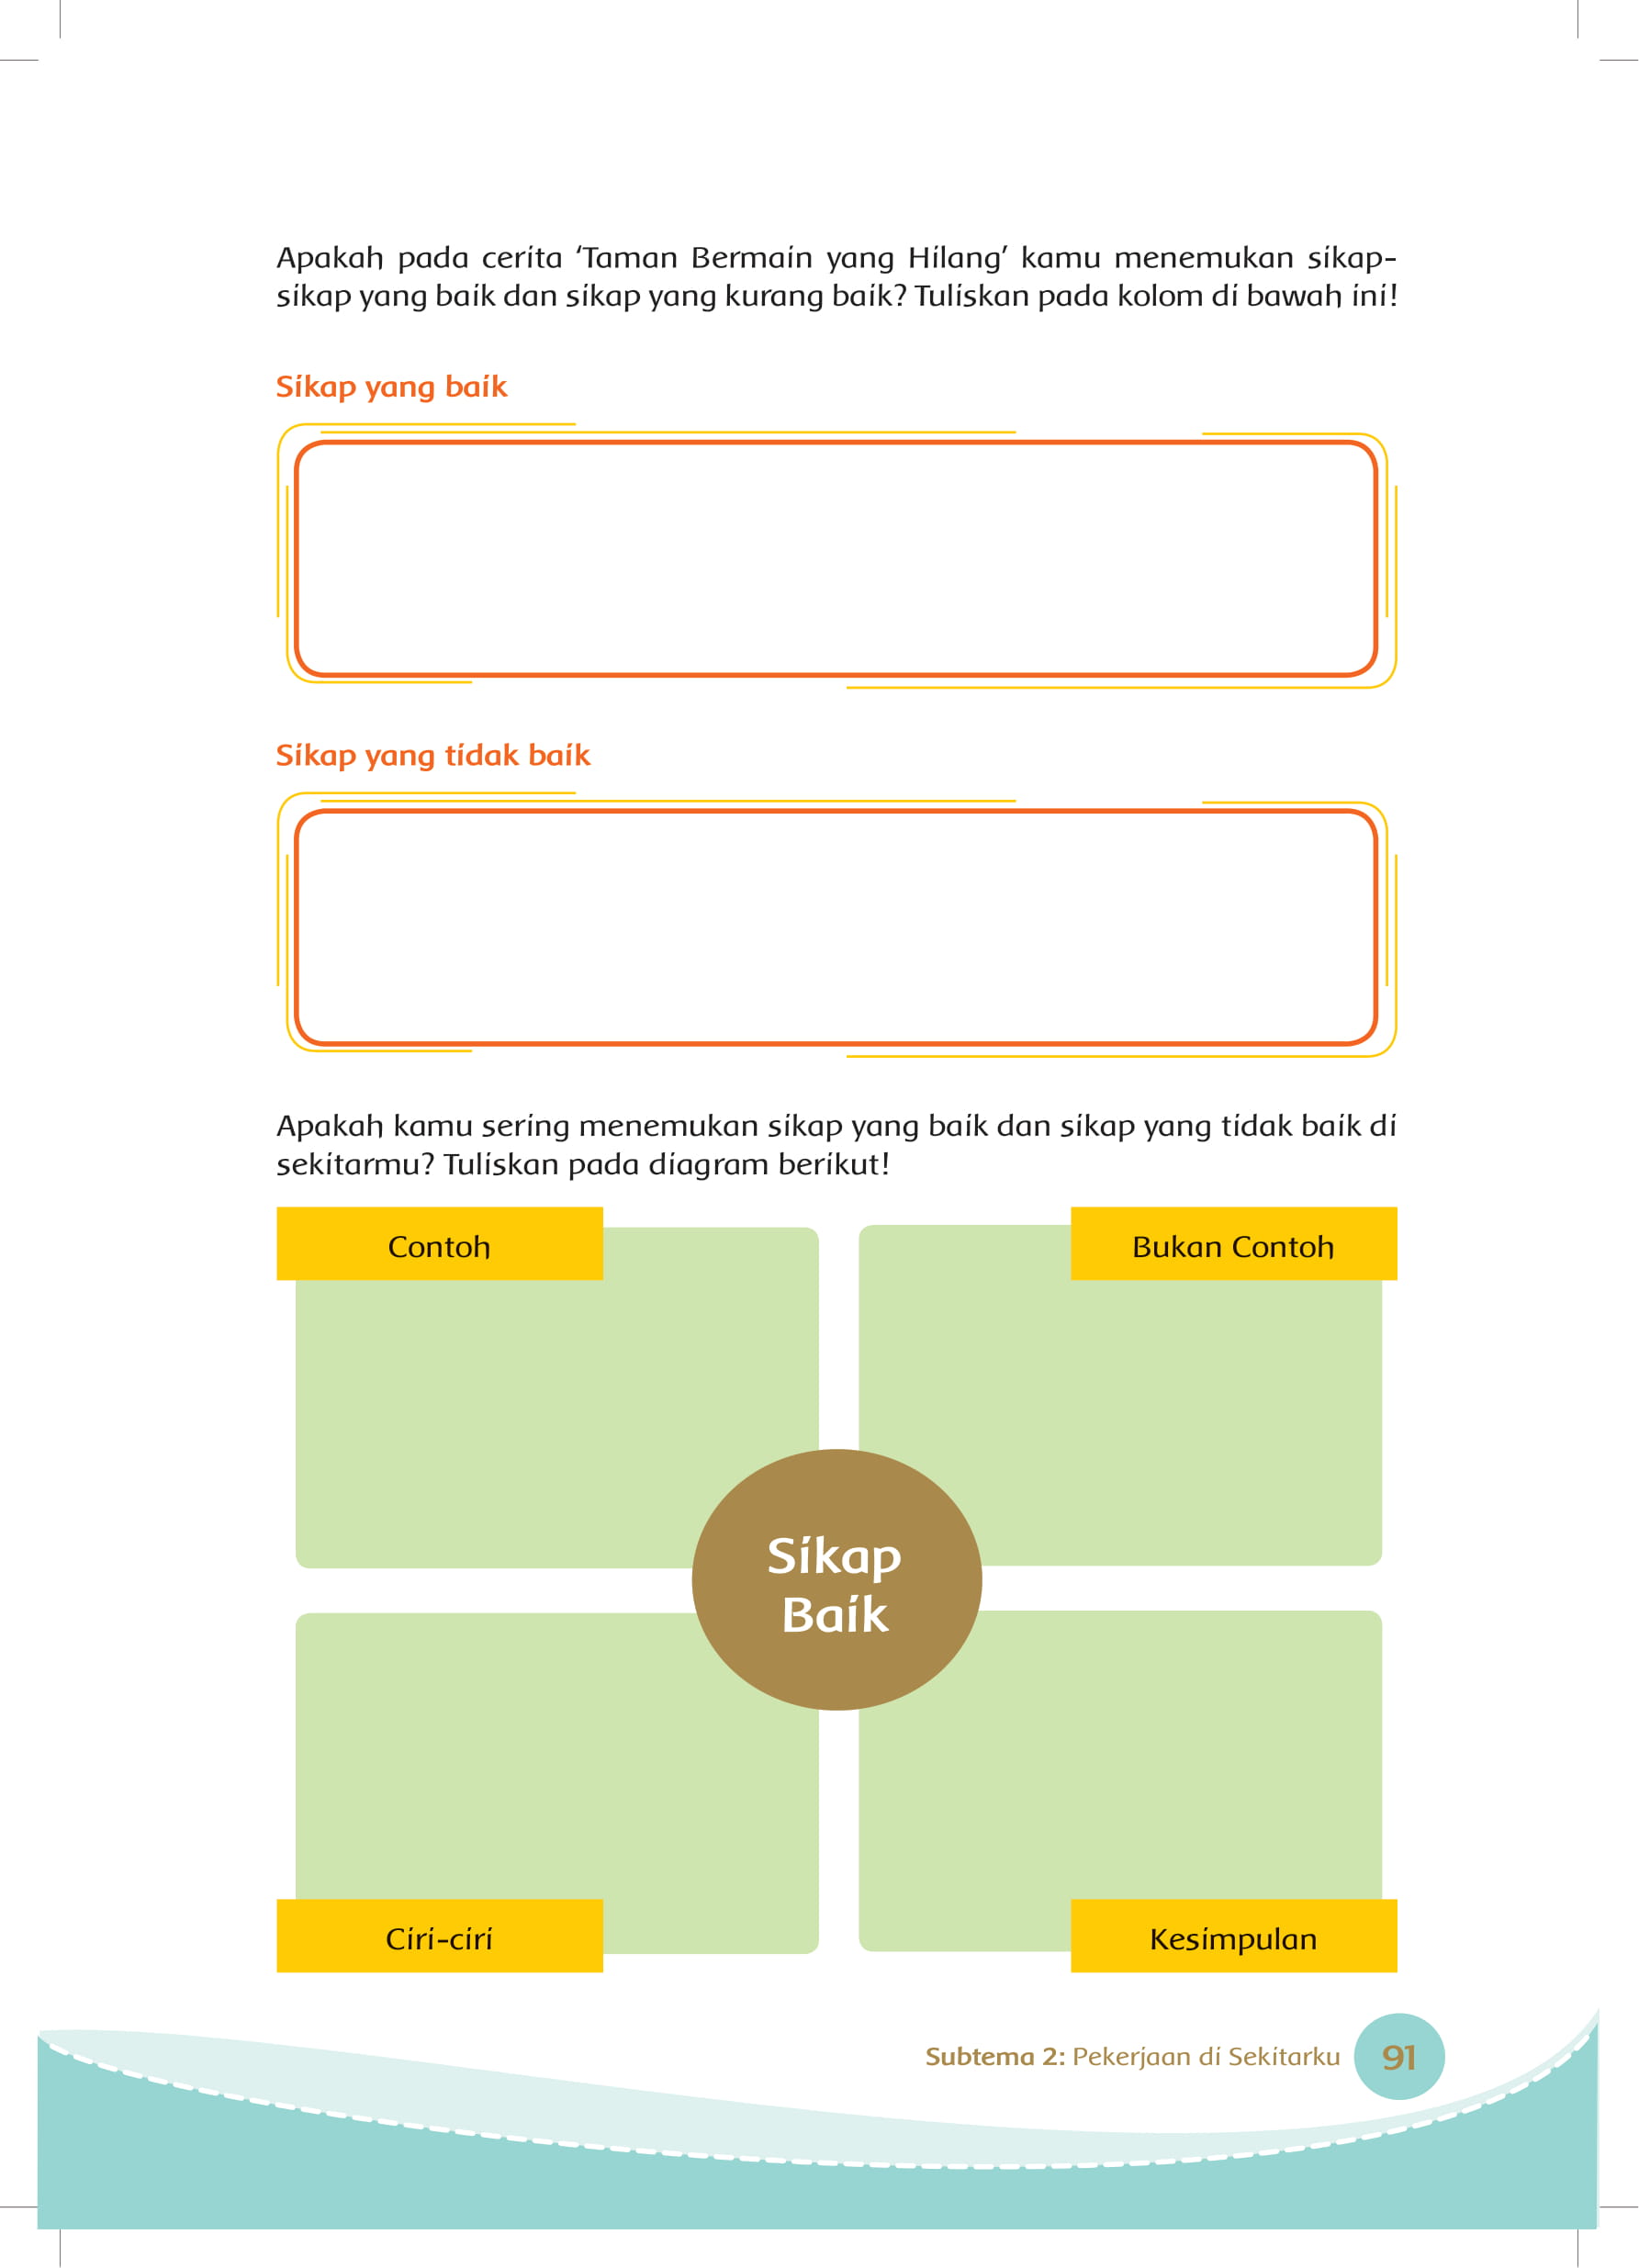 Apakah pada cerita ‘Taman Bermain yang Hilang’ kamu menemukan sikap-
sikap yang baik dan sikap yang kurang baik? Tuliskan pada kolom di bawah ini!
Sikap yang baik
Sikap yang tidak baik
Apakah kamu sering menemukan sikap yang baik dan sikap yang tidak baik di
sekitarmu? Tuliskan pada diagram berikut!
Contoh
Bukan Contoh
Sikap
Baik
Ciri-ciri
Kesimpulan
Subtema 2: Pekerjaan di Sekitarku 91